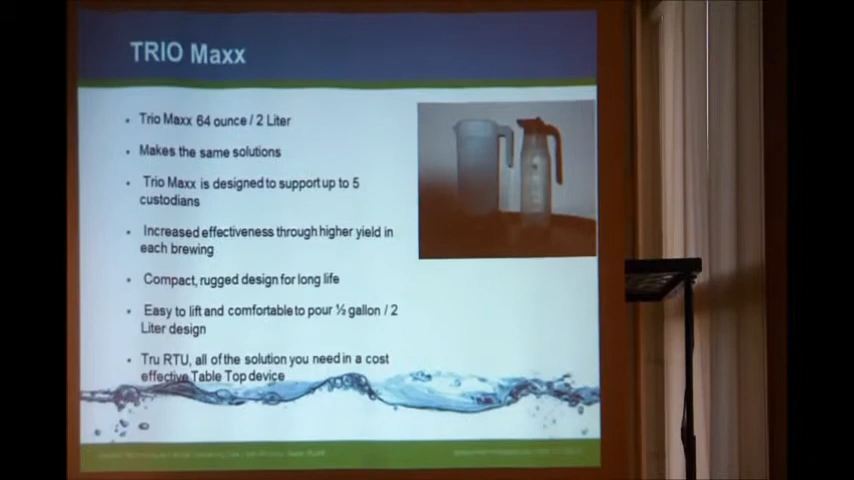 TRIO Maxx
• Trio Maxx 64 ounce / 2 Liter
• Makes the same solutions
• Trio Maxx is designed to support up to 5
custodians
• Increased effectiveness through higher yield in
each brewing
• Compact, rugged design for long life
• Easy to lift and comfortable to pour ½ gallon / 2
Liter design
• Tru RTU, all of the solution you need in a cost
effective Table Top device